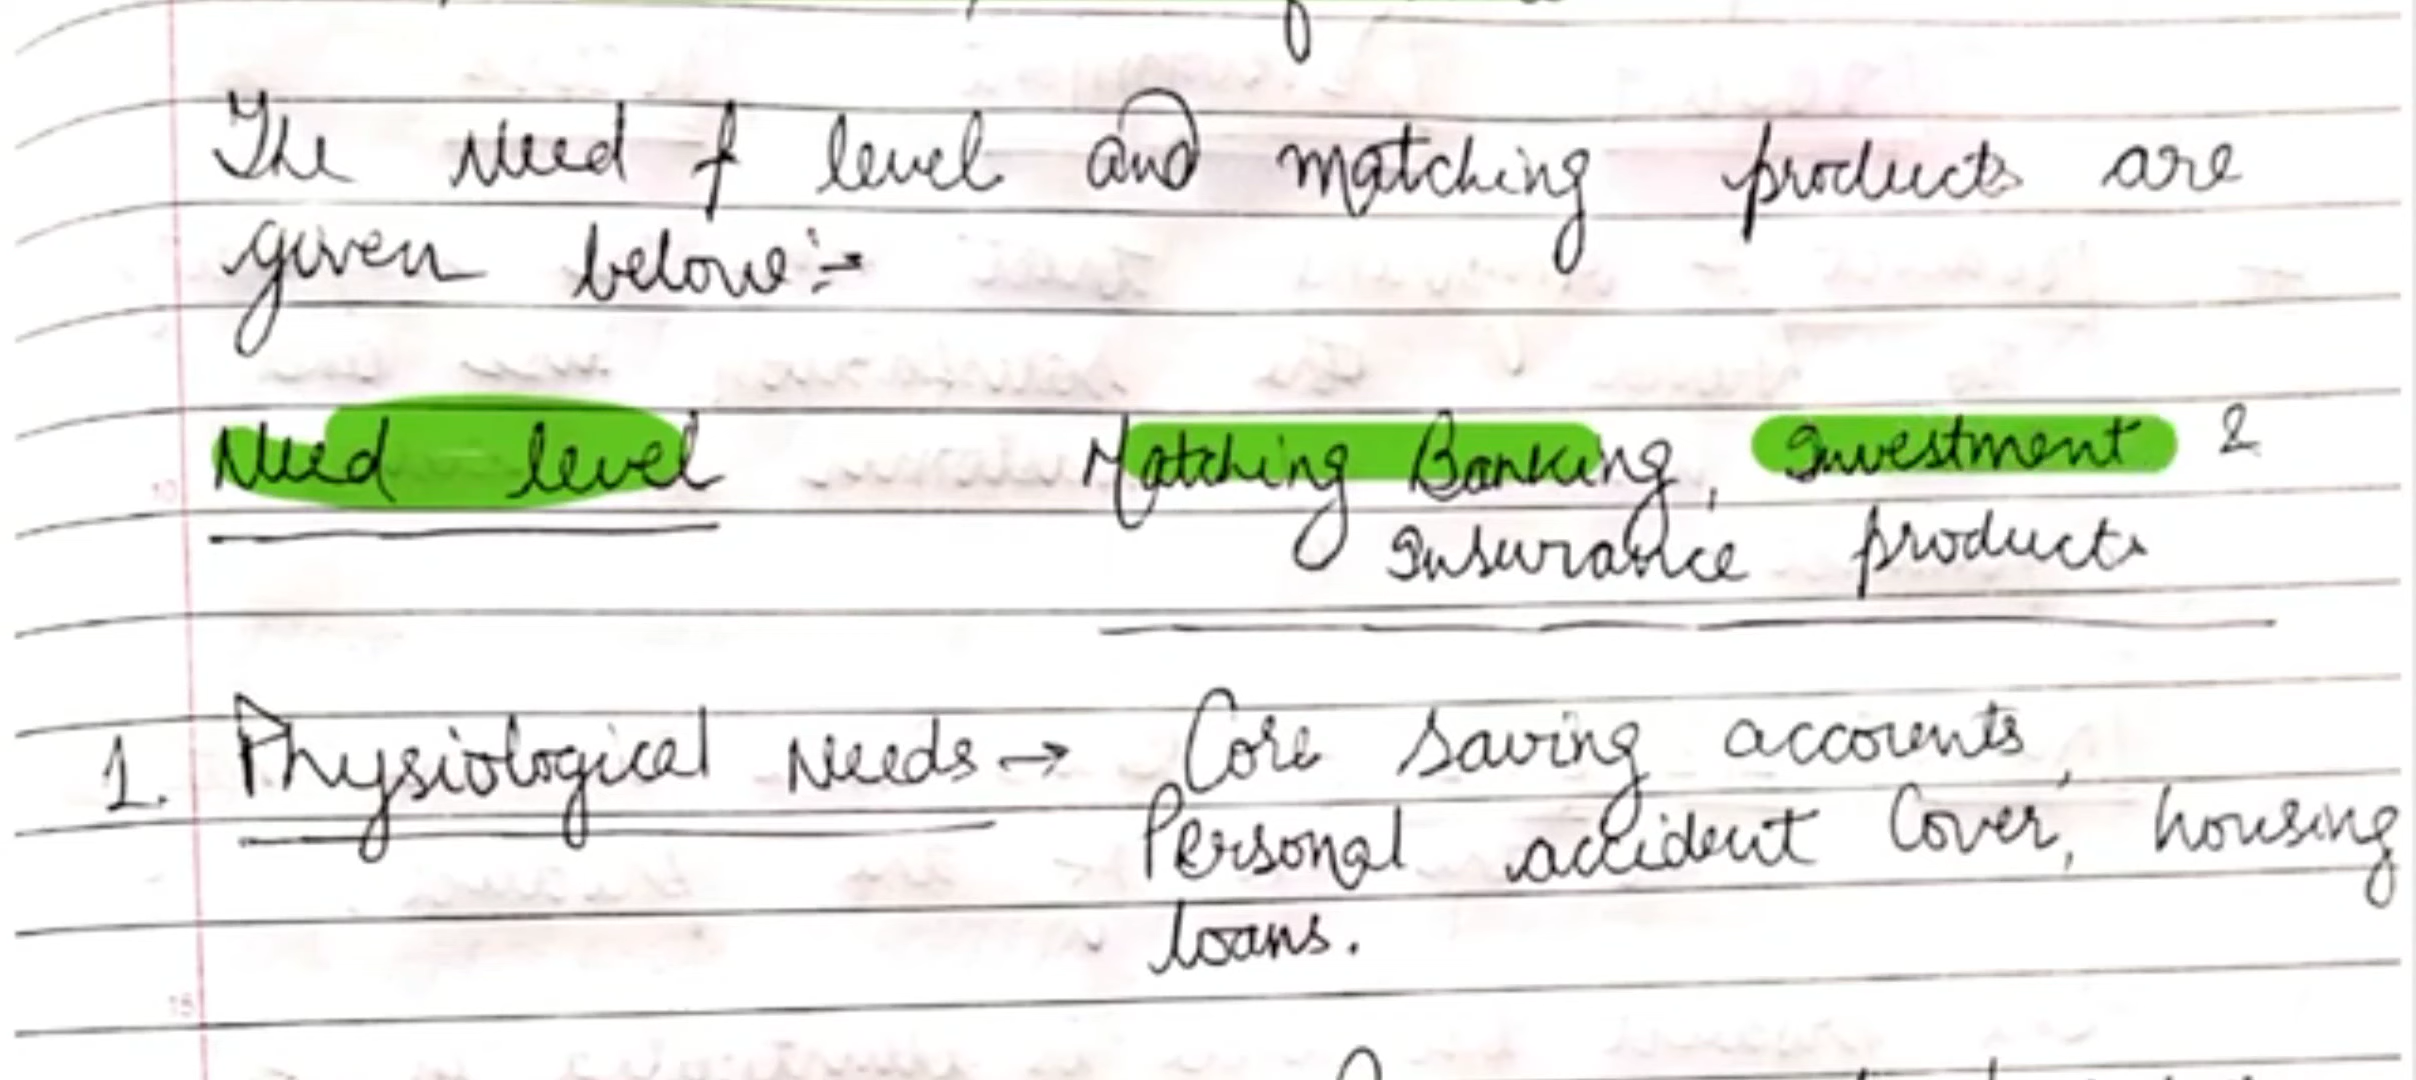 The Need of level and matching products are
given below:-
Need level Matching Banking, Investment &
Insurance products
1. Physiological Needs → Core saving accounts,
Personal accident Cover, housing
loans.